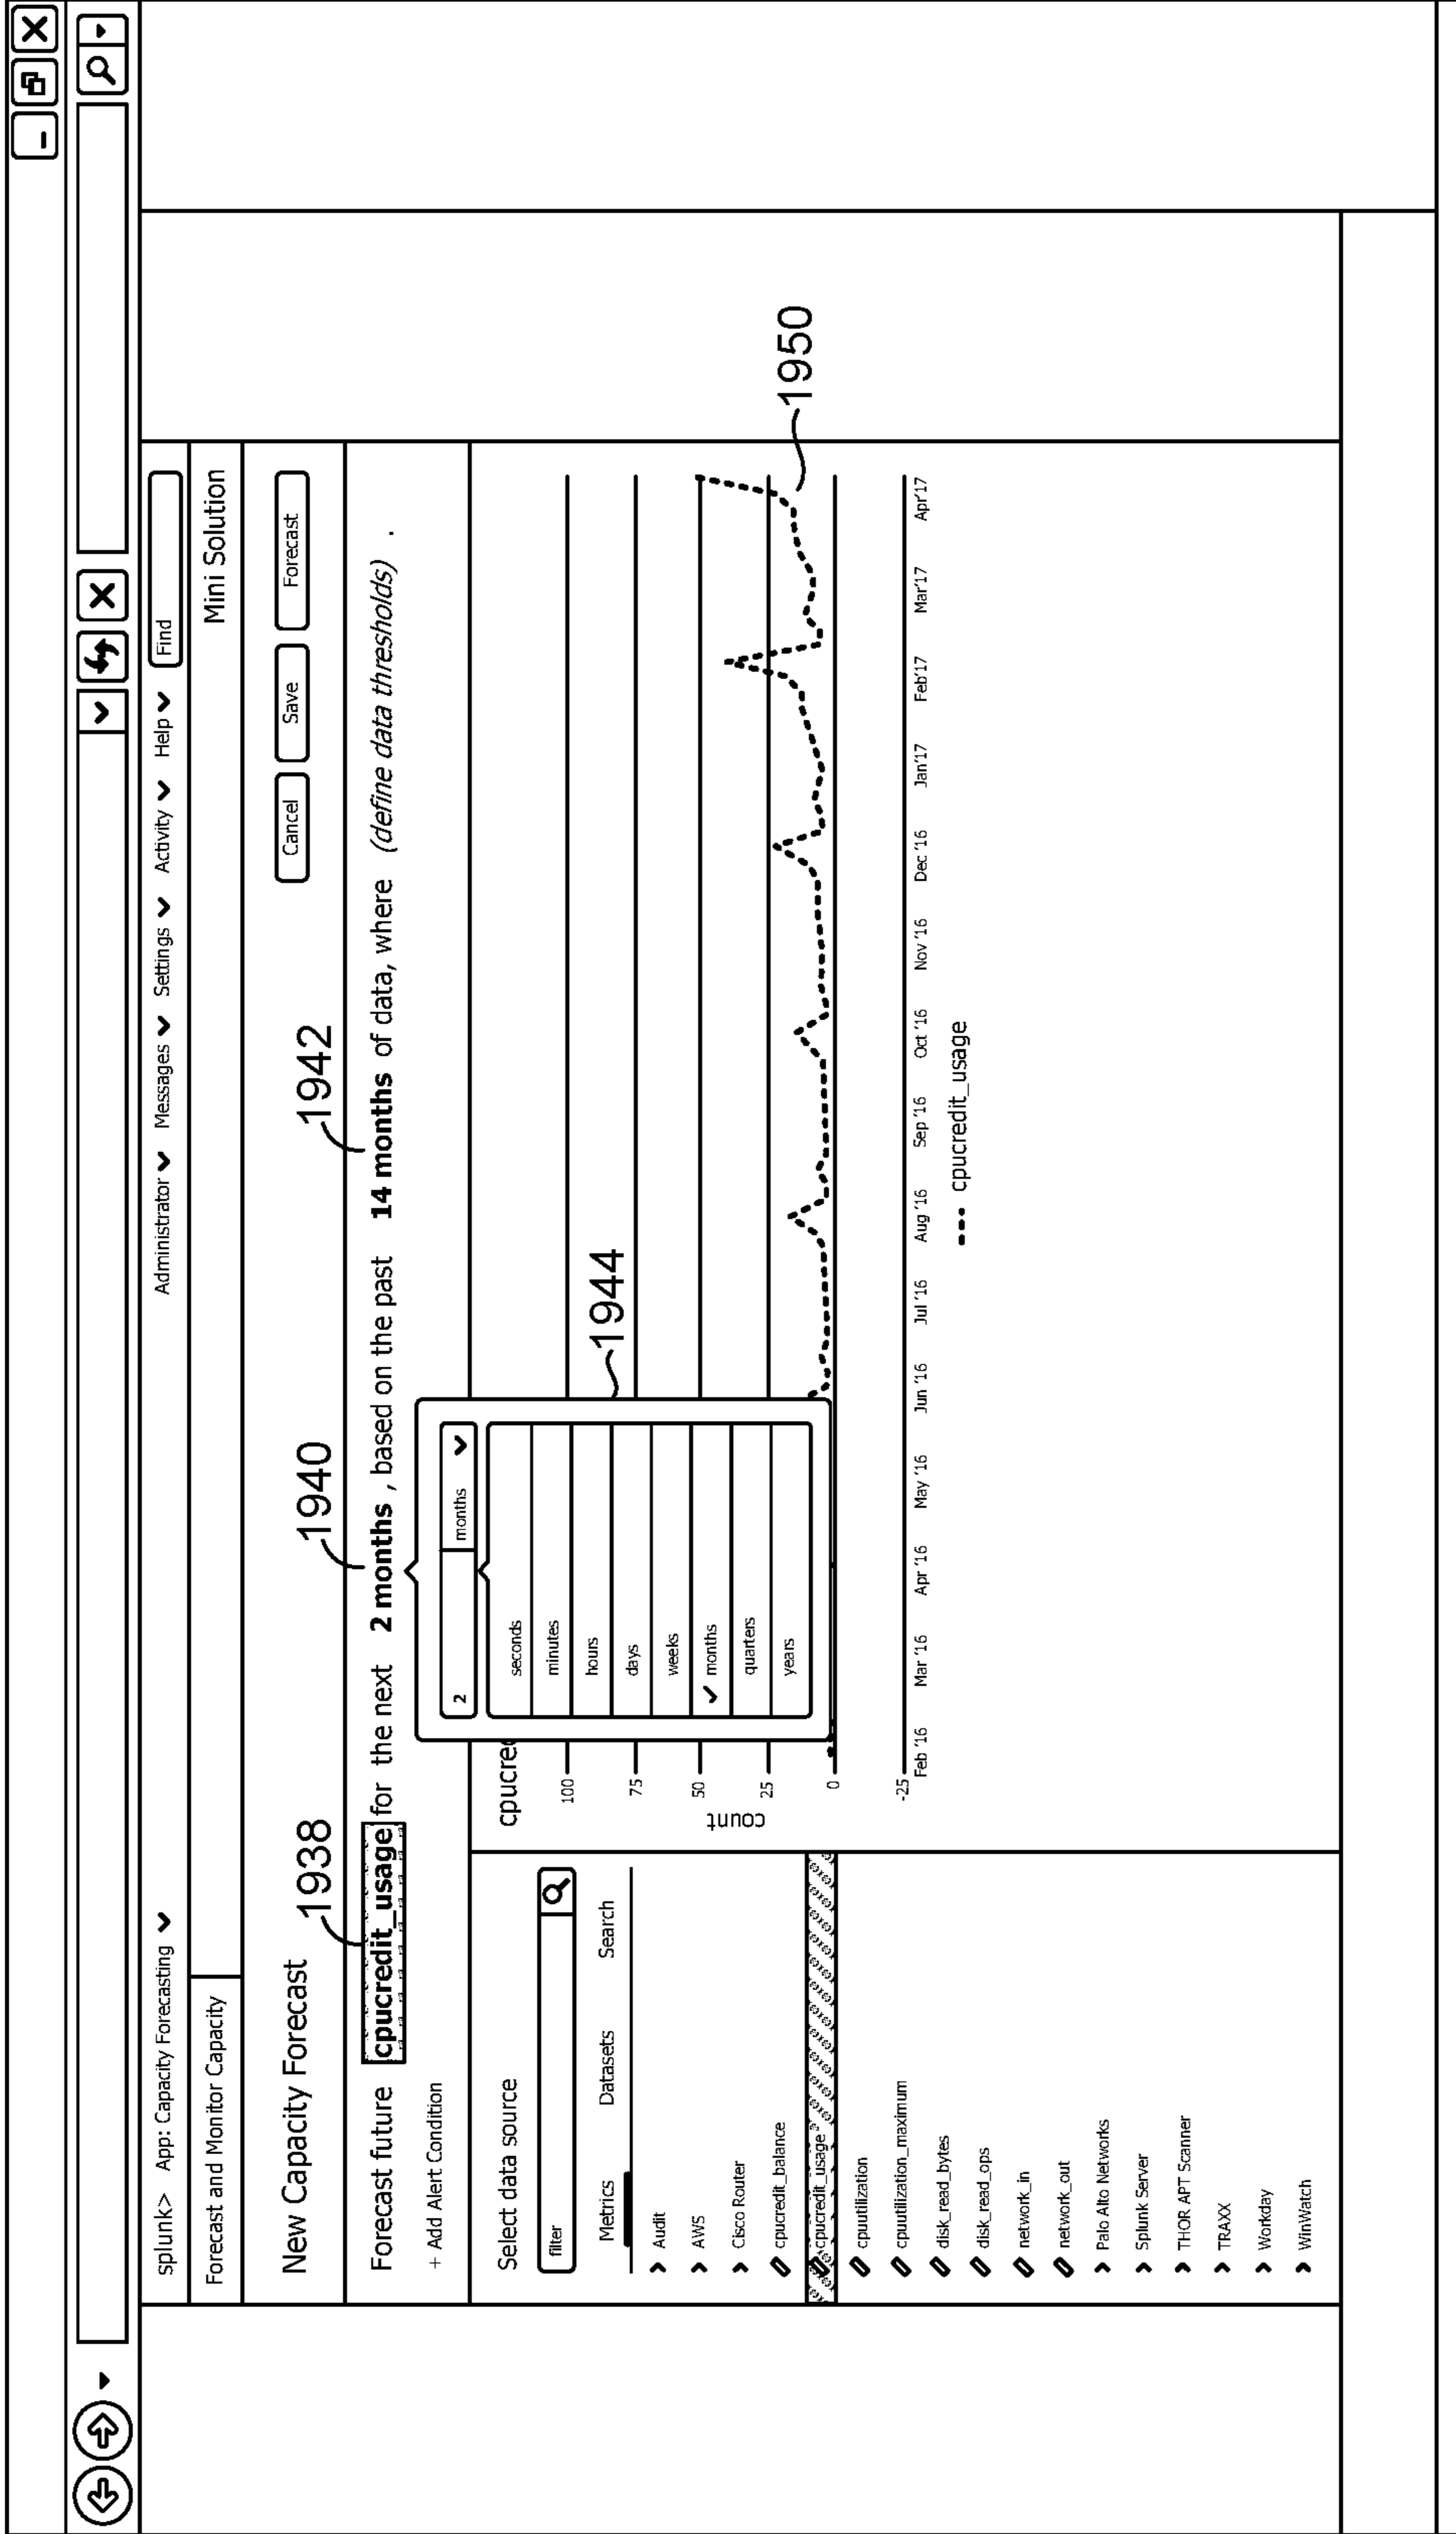 splunk> App: Capacity Forecasting Administrator Messages Settings Activity Help Find
Forecast and Monitor Capacity Mini Solution
New Capacity Forecast Cancel Save Forecast
1938 1940 1942
Forecast future cpucredit_usage for the next 2 months , based on the past 14 months of data, where (define data thresholds) .
+ Add Alert Condition
Select data source
filter
Metrics Datasets Search
Audit
AWS
Cisco Router
cpucredit_balance
cpucredit_usage
cpuutilization
cpuutilization_maximum
disk_read_bytes
disk_read_ops
network_in
network_out
Palo Alto Networks
Splunk Server
THOR APT Scanner
TRAXX
Workday
WinWatch
2 months
seconds
minutes
hours
days
weeks
months
quarters
years
1944
cpucre
100
75
50
25
0
-25
count
1950
Feb '16 Mar '16 Apr '16 May '16 Jun '16 Jul '16 Aug '16 Sep '16 Oct '16 Nov '16 Dec '16 Jan'17 Feb'17 Mar'17 Apr'17
cpucredit_usage